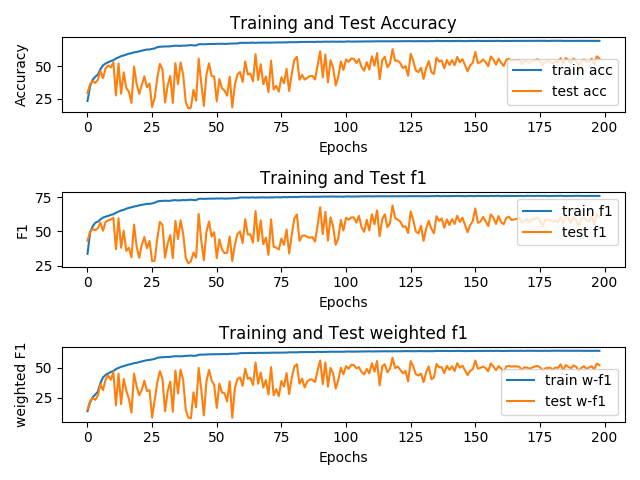 Training and Test Accuracy
Accuracy
50
25
train acc
test acc
0 25 50 75 100 125 150 175 200
Epochs
Training and Test f1
F1
75
50
25
train f1
test f1
0 25 50 75 100 125 150 175 200
Epochs
Training and Test weighted f1
weighted F1
50
25
train w-f1
test w-f1
0 25 50 75 100 125 150 175 200
Epochs